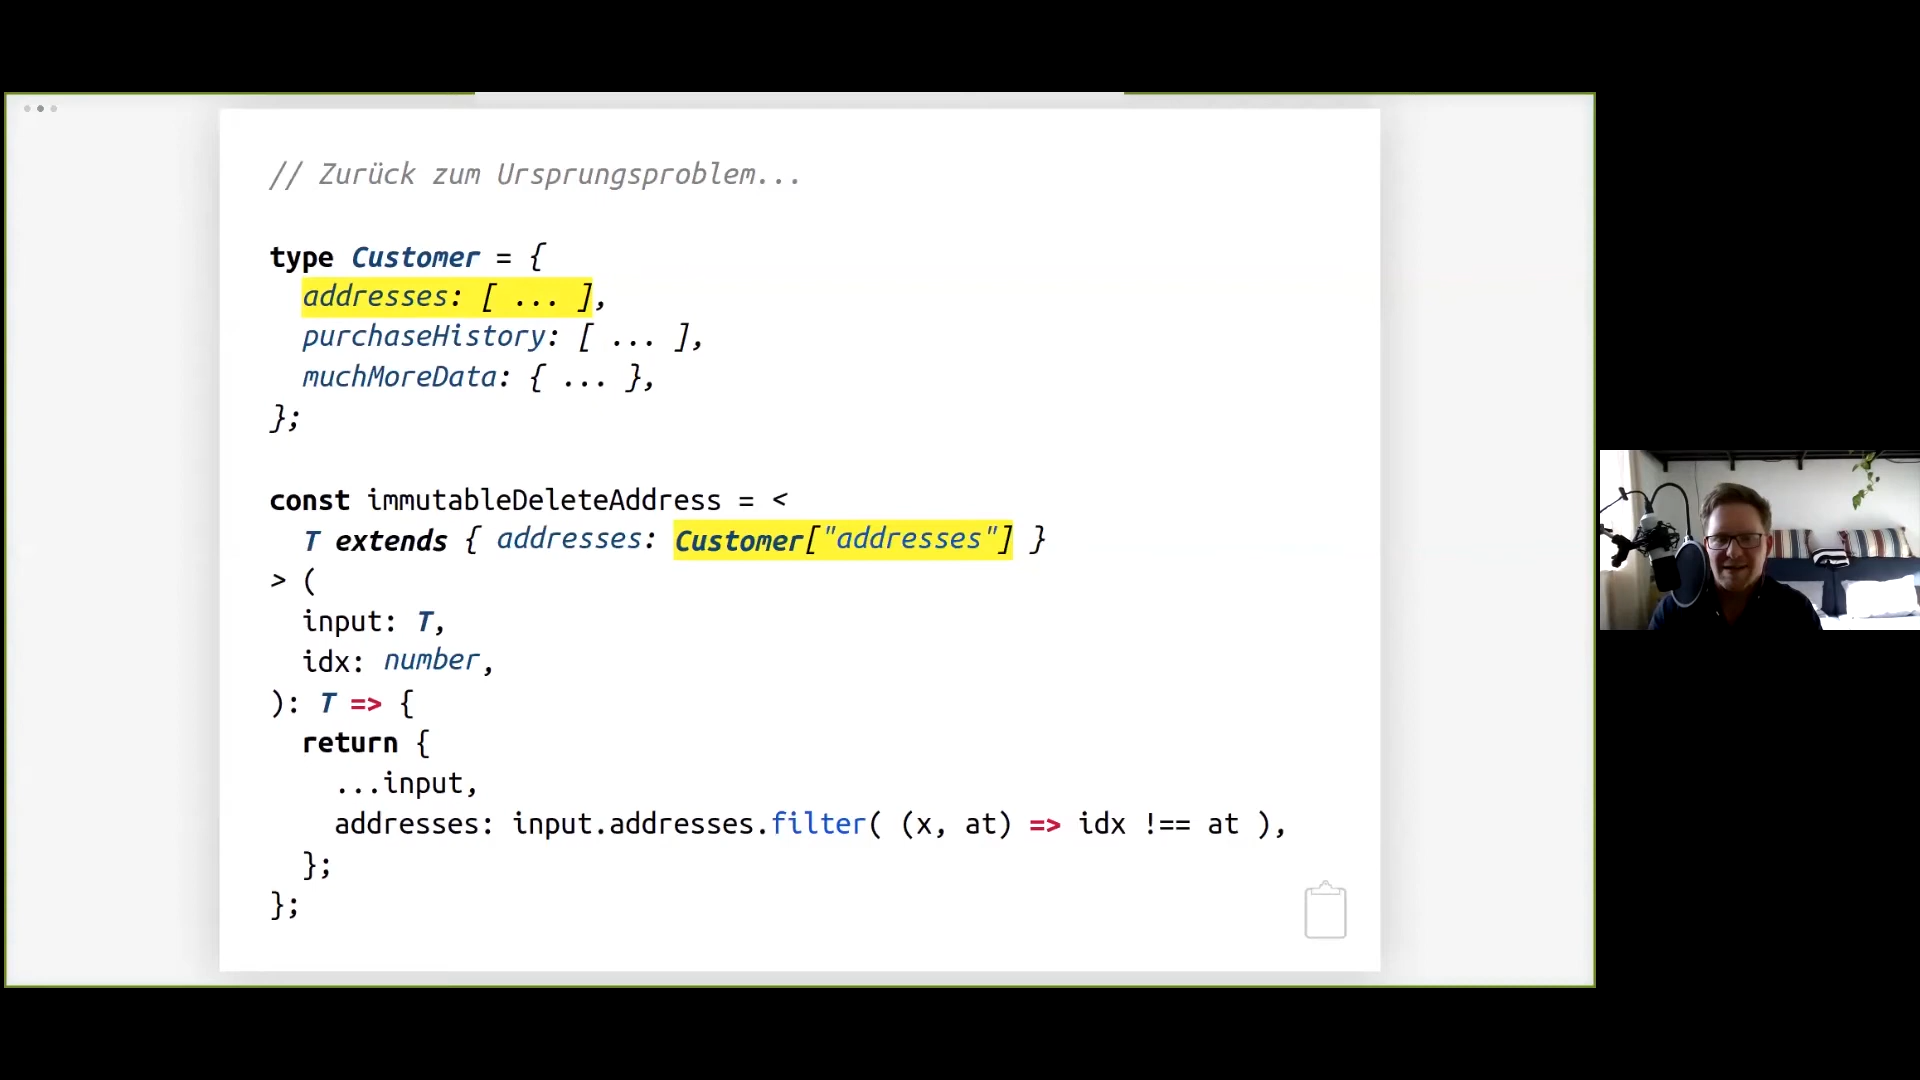 // Zurück zum Ursprungsproblem...
type Customer = {
addresses: [ ... ],
purchaseHistory: [ ... ],
muchMoreData: { ... },
};
const immutableDeleteAddress = <
T extends { addresses: Customer["addresses"] }
> (
input: T,
idx: number,
): T => {
return {
...input,
addresses: input.addresses.filter( (x, at) => idx !== at ),
};
};